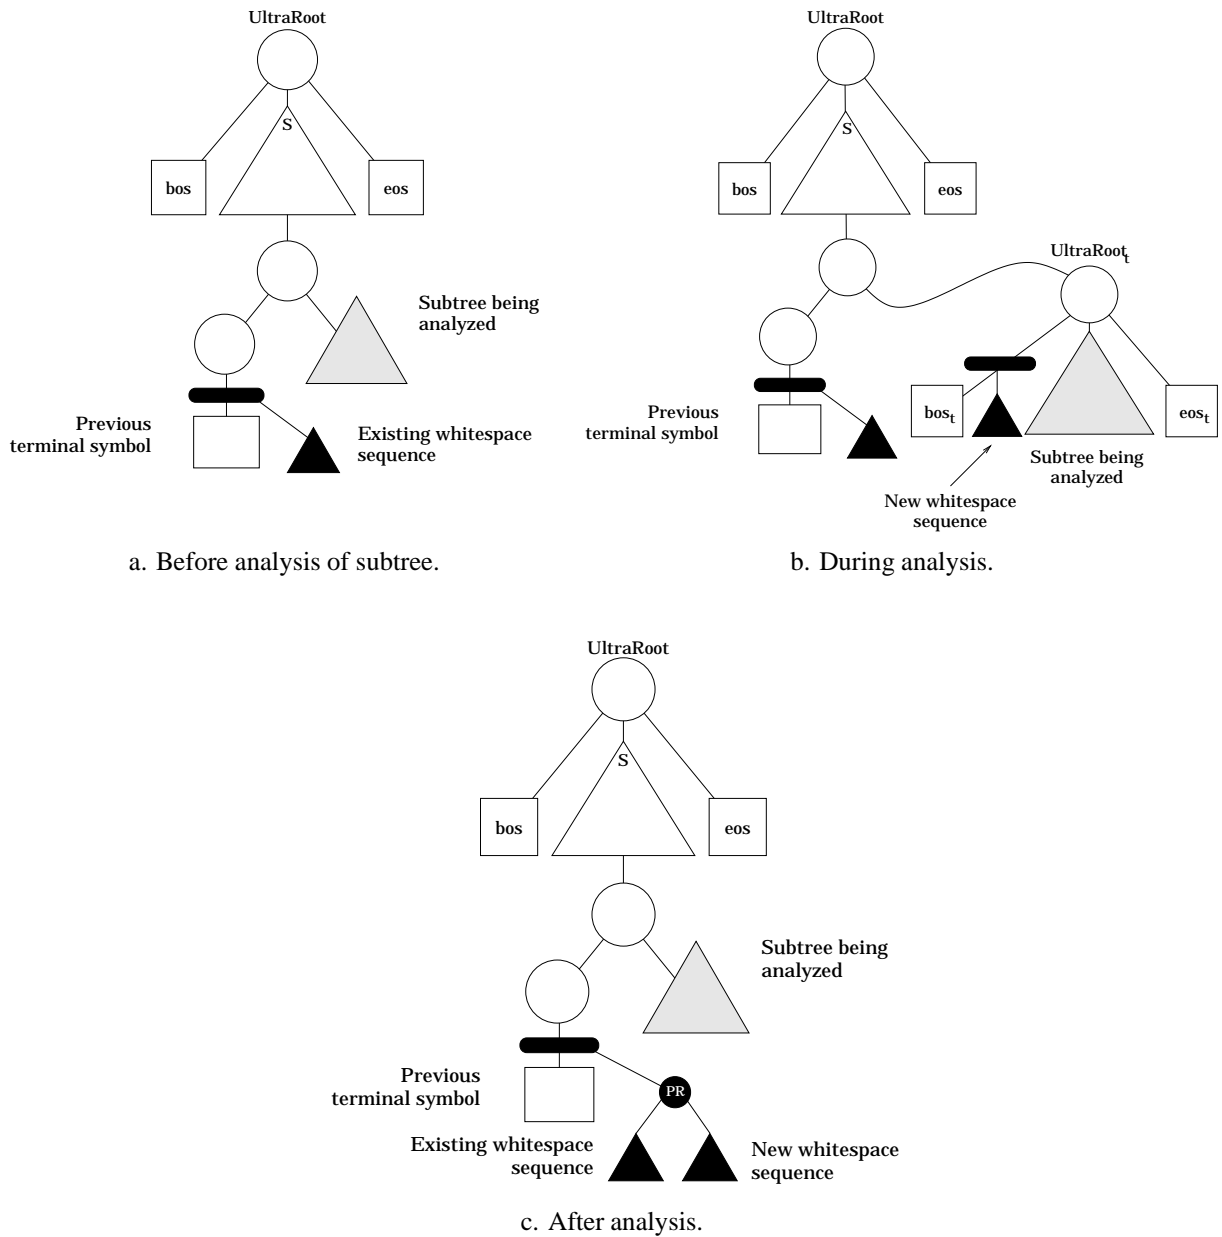 UltraRoot
S
bos
eos
Subtree being
analyzed
Previous
terminal symbol
Existing whitespace
sequence
a. Before analysis of subtree.
UltraRoot
S
bos
eos
UltraRoot_t
Previous
terminal symbol
bos_t
eos_t
Subtree being
analyzed
New whitespace
sequence
b. During analysis.
UltraRoot
S
bos
eos
Subtree being
analyzed
Previous
terminal symbol
PR
Existing whitespace
sequence
New whitespace
sequence
c. After analysis.